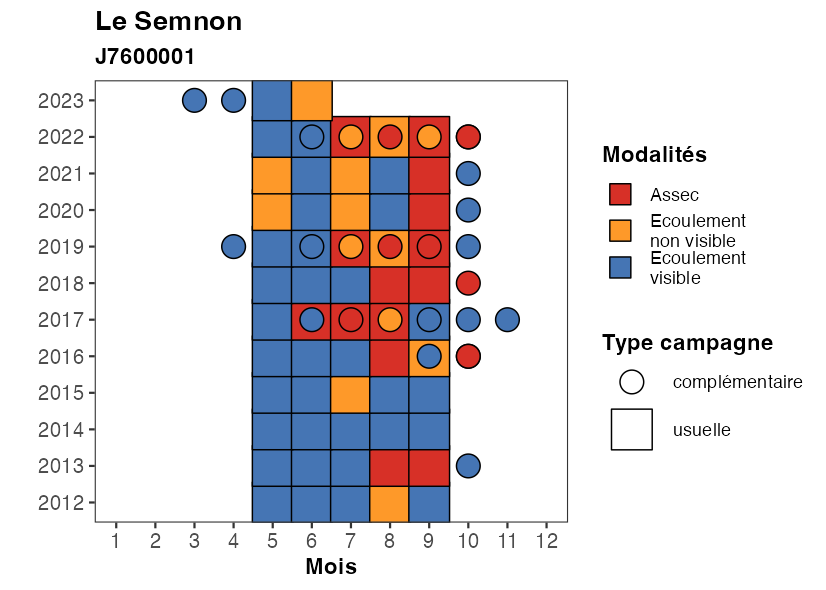 Le Semnon
J7600001
2023
2022
2021
2020
2019
2018
2017
2016
2015
2014
2013
2012
1 2 3 4 5 6 7 8 9 10 11 12
Mois
Modalités
Assec
Ecoulement
non visible
Ecoulement
visible
Type campagne
complémentaire
usuelle